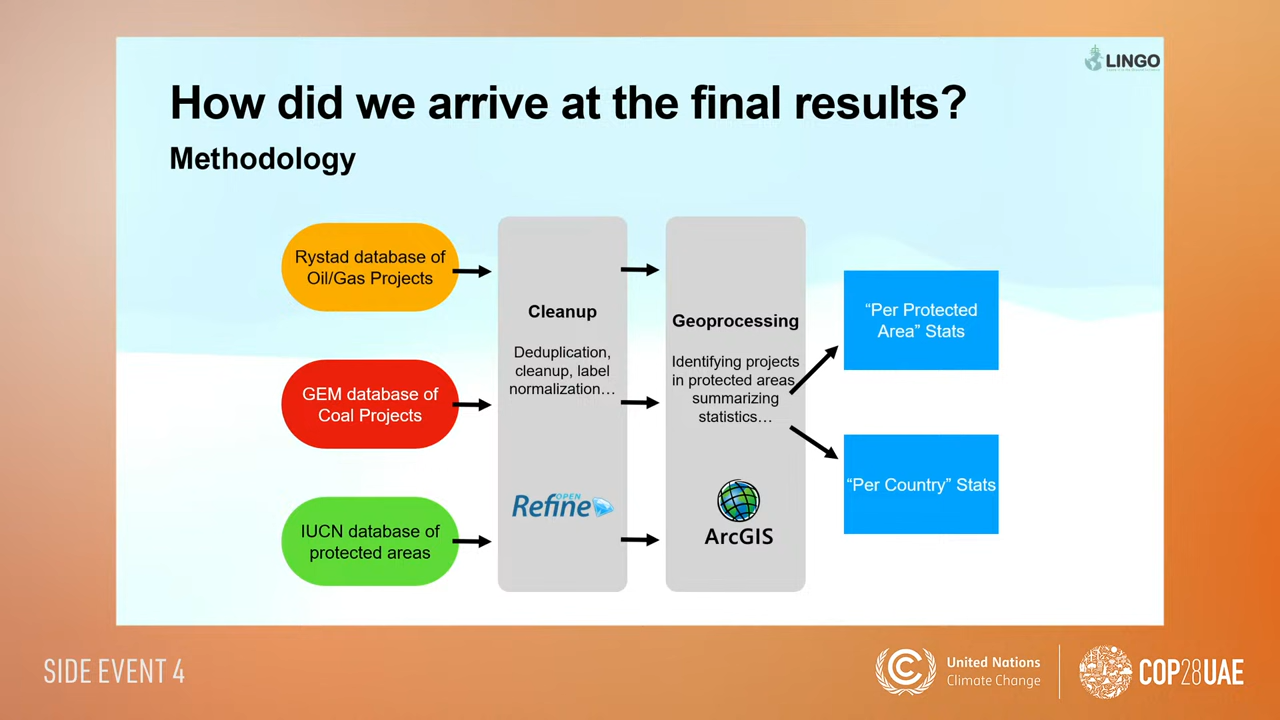 LINGO
How did we arrive at the final results?
Methodology
Rystad database of
Oil/Gas Projects
GEM database of
Coal Projects
IUCN database of
protected areas
Cleanup
Deduplication,
cleanup, label
normalization…
OPEN
Refine
Geoprocessing
Identifying projects
in protected areas
summarizing
statistics…
ArcGIS
“Per Protected
Area” Stats
“Per Country” Stats
SIDE EVENT 4
United Nations
Climate Change
COP28UAE